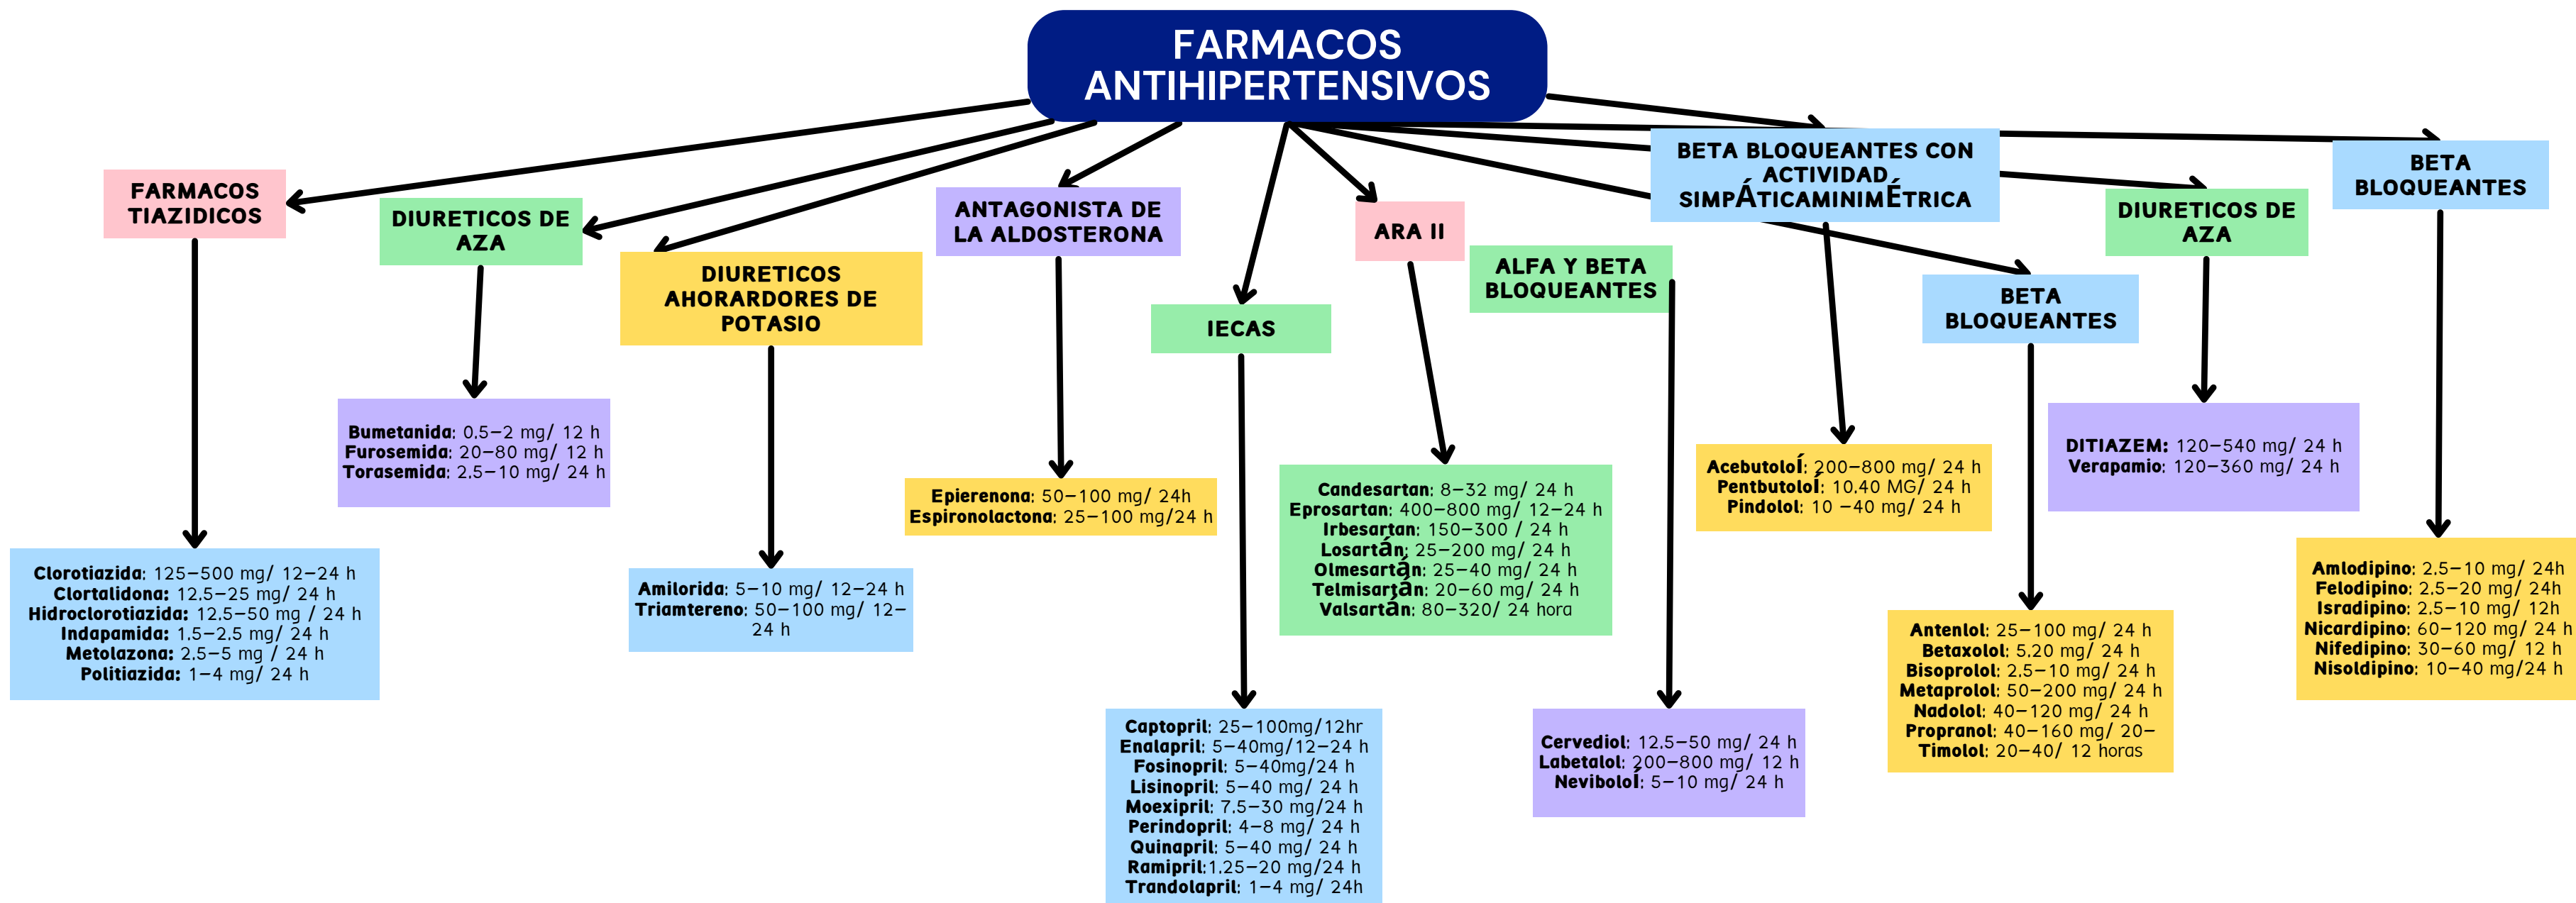 FARMACOS
ANTIHIPERTENSIVOS
FARMACOS
TIAZIDICOS
Clorotiazida: 125–500 mg/ 12–24 h
Clortalidona: 12.5–25 mg/ 24 h
Hidroclorotiazida: 12.5–50 mg / 24 h
Indapamida: 1.5–2.5 mg/ 24 h
Metolazona: 2.5–5 mg / 24 h
Politiazida: 1–4 mg/ 24 h
DIURETICOS DE
AZA
Bumetanida: 0.5–2 mg/ 12 h
Furosemida: 20–80 mg/ 12 h
Torasemida: 2.5–10 mg/ 24 h
DIURETICOS
AHORARDORES DE
POTASIO
Amilorida: 5–10 mg/ 12–24 h
Triamtereno: 50–100 mg/ 12–
24 h
ANTAGONISTA DE
LA ALDOSTERONA
Epierenona: 50–100 mg/ 24h
Espironolactona: 25–100 mg/24 h
IECAS
Captopril: 25–100mg/12hr
Enalapril: 5–40mg/12–24 h
Fosinopril: 5–40mg/24 h
Lisinopril: 5–40 mg/ 24 h
Moexipril: 7.5–30 mg/24 h
Perindopril: 4–8 mg/ 24 h
Quinapril: 5–40 mg/ 24 h
Ramipril:1.25–20 mg/24 h
Trandolapril: 1–4 mg/ 24h
ARA II
Candesartan: 8–32 mg/ 24 h
Eprosartan: 400–800 mg/ 12–24 h
Irbesartan: 150–300 / 24 h
Losartán: 25–200 mg/ 24 h
Olmesartán: 25–40 mg/ 24 h
Telmisartán: 20–60 mg/ 24 h
Valsartán: 80–320/ 24 hora
ALFA Y BETA
BLOQUEANTES
Cervediol: 12.5–50 mg/ 24 h
Labetalol: 200–800 mg/ 12 h
Neviboloĺ: 5–10 mg/ 24 h
BETA BLOQUEANTES CON
ACTIVIDAD
SIMPÁTICAMINIMÉTRICA
Acebutoloĺ: 200–800 mg/ 24 h
Pentbutoloĺ: 10.40 MG/ 24 h
Pindolol: 10 –40 mg/ 24 h
BETA
BLOQUEANTES
Antenlol: 25–100 mg/ 24 h
Betaxolol: 5.20 mg/ 24 h
Bisoprolol: 2.5–10 mg/ 24 h
Metaprolol: 50–200 mg/ 24 h
Nadolol: 40–120 mg/ 24 h
Propranol: 40–160 mg/ 20–
Timolol: 20–40/ 12 horas
DIURETICOS DE
AZA
DITIAZEM: 120–540 mg/ 24 h
Verapamio: 120–360 mg/ 24 h
BETA
BLOQUEANTES
Amlodipino: 2.5–10 mg/ 24h
Felodipino: 2.5–20 mg/ 24h
Isradipino: 2.5–10 mg/ 12h
Nicardipino: 60–120 mg/ 24 h
Nifedipino: 30–60 mg/ 12 h
Nisoldipino: 10–40 mg/24 h